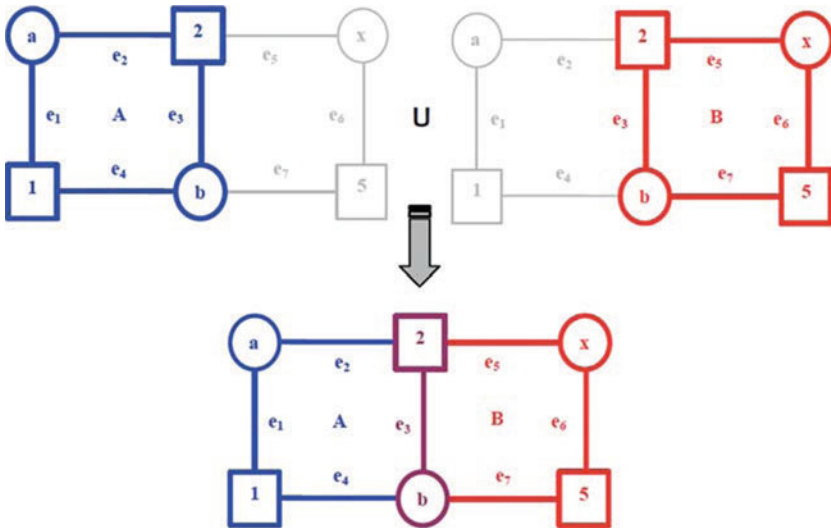 a 2 x a 2 x
e2 e5 e2 e5
e1 A e3 e6 U e1 e3 B e6
e4 e7 e4 e7
1 b 5 1 b 5
a 2 x
e2 e5
e1 A e3 B e6
e4 e7
1 b 5